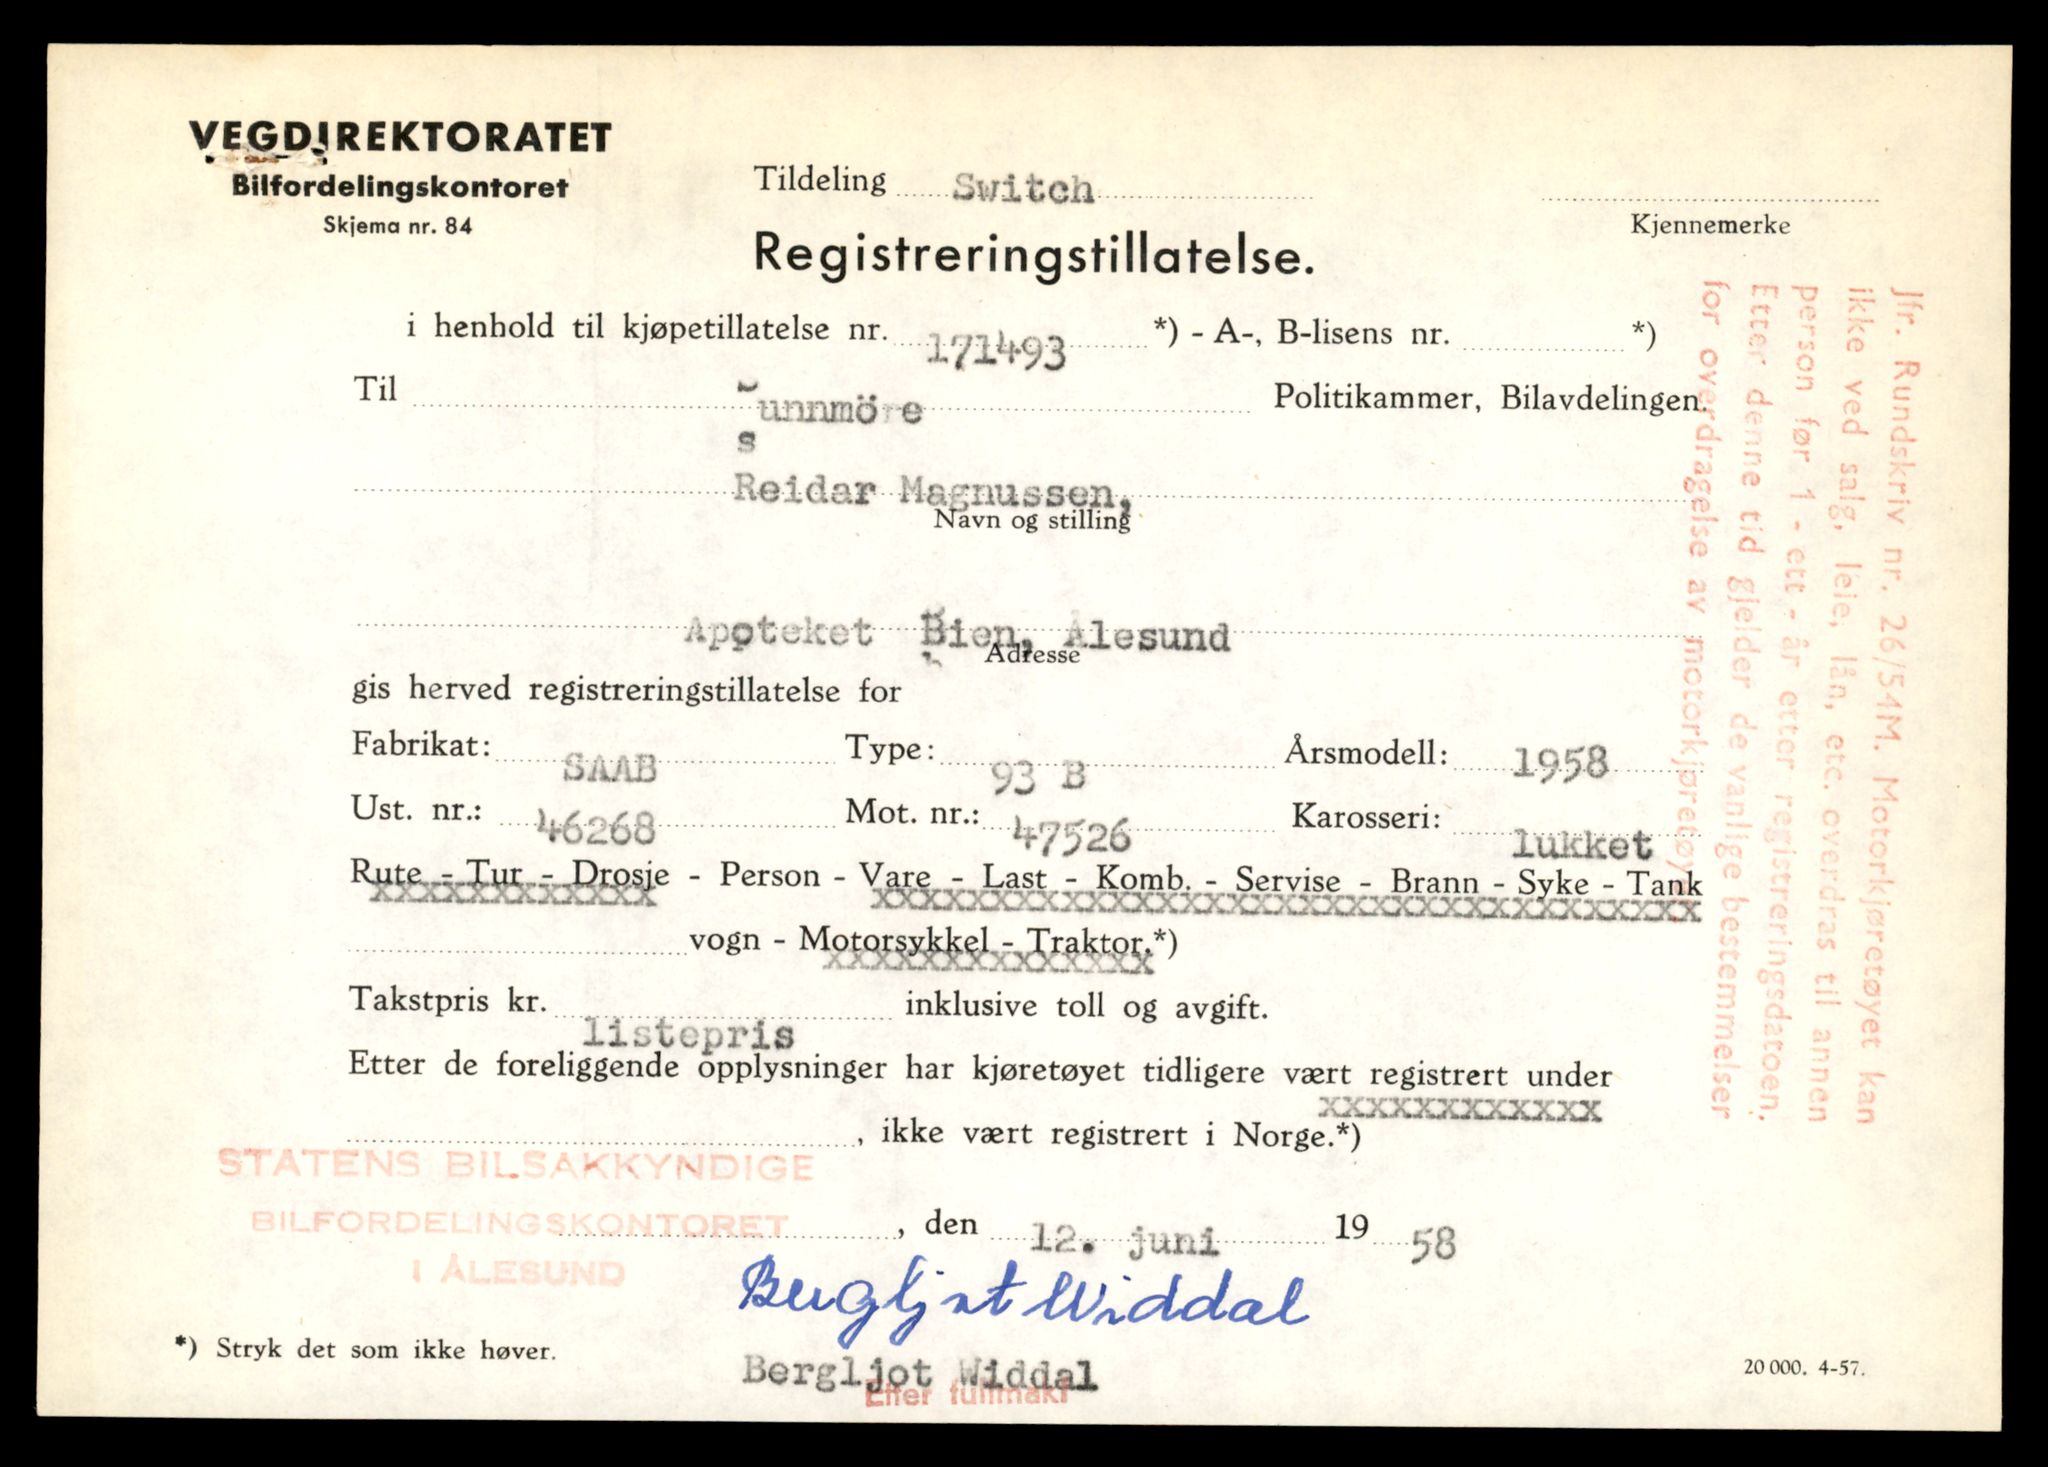 VEGDIREKTORATET
Bilfordelingskontoret
Skjema nr. 84
Tildeling Switch
Kjennemerke
Registreringstillatelse.
i henhold til kjøpetillatelse nr. 171493 *) - A-, B-lisens nr. *)
Til unnmöre Politikammer, Bilavdelingen.
s
Reidar Magnussen,
Navn og stilling
Apoteket Bien, Ålesund
Adresse
gis herved registreringstillatelse for
Fabrikat: SAAB Type: 93 B Årsmodell: 1958
Ust. nr.: 46268 Mot. nr.: 47526 Karosseri: lukket
Rute - Tur - Drosje - Person - Vare - Last - Komb. - Servise - Brann - Syke - Tank
xxxxxxxxxxxxx xxxxxxxxxxxxxxxxxxxxxxxxxxxxxxxxxxxxx
vogn - Motorsykkel - Traktor.*)
xxxxxxxxxxxxxx
Takstpris kr. listepris inklusive toll og avgift.
Etter de foreliggende opplysninger har kjøretøyet tidligere vært registrert under
xxxxxxxxxxxx
, ikke vært registrert i Norge.*)
STATENS BILSAKKYNDIGE
BILFORDELINGSKONTORET
I ÅLESUND
, den 12. juni 19 58
Bergljot Widdal
*) Stryk det som ikke høver.
Bergljot Widdal
Etter fullmakt
20 000. 4-57.
Jfr. Rundskriv nr. 26/54M. Motorkjøretøyet kan
ikke ved salg, leie, lån, etc. overdras til annen
person før 1 - ett - år etter registreringsdatoen.
Etter denne tid gjelder de vanlige bestemmelser
for overdragelse av motorkjøretøyer